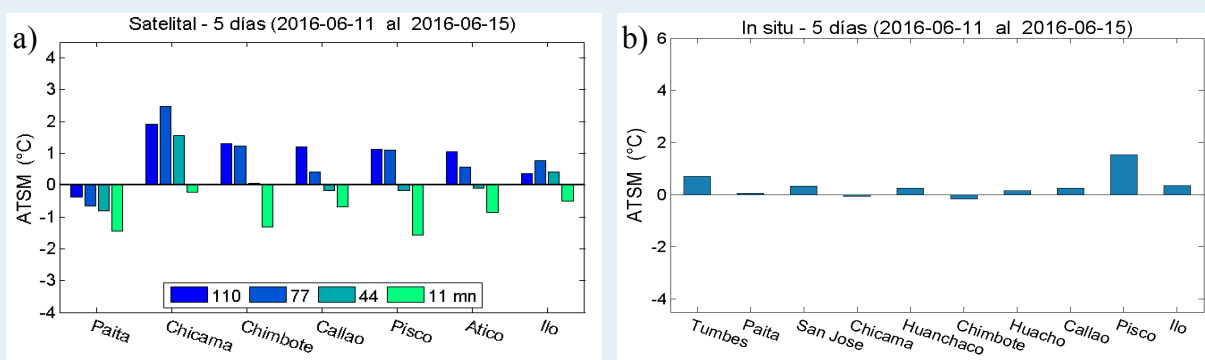 a)
Satelital - 5 días (2016-06-11 al 2016-06-15)
ATSM (°C)
4
3
2
1
0
-1
-2
-3
-4
110 77 44 11 mn
Paita Chicama Chimbote Callao Pisco Atico Ilo
b)
In situ - 5 días (2016-06-11 al 2016-06-15)
ATSM (°C)
6
4
2
0
-2
-4
Tumbes Paita San Jose Chicama Huanchaco Chimbote Huacho Callao Pisco Ilo